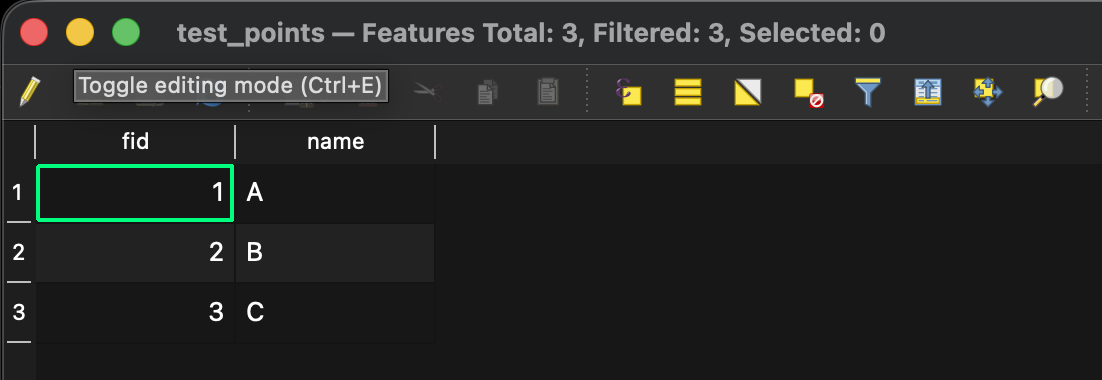 test_points — Features Total: 3, Filtered: 3, Selected: 0
Toggle editing mode (Ctrl+E)
fid name
1 1 A
2 2 B
3 3 C